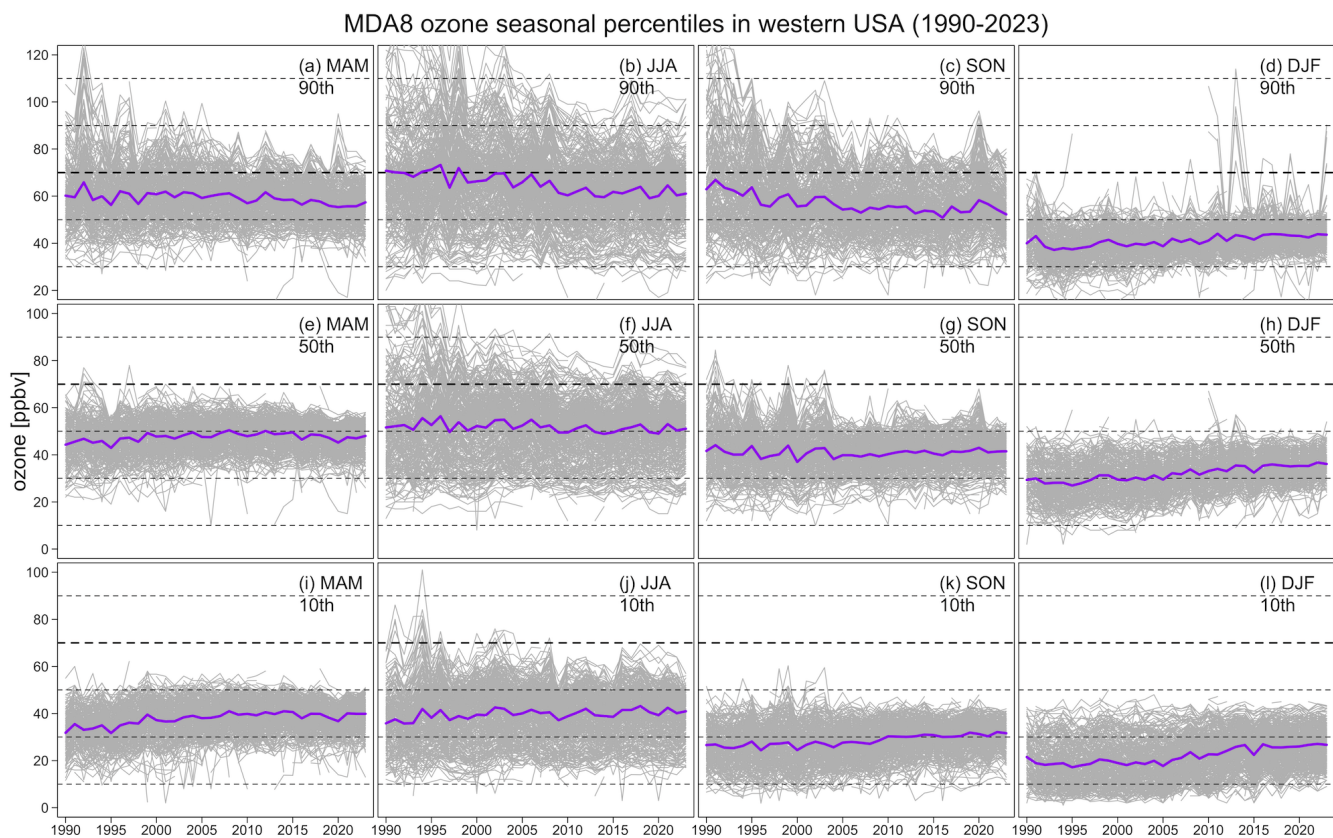 MDA8 ozone seasonal percentiles in western USA (1990-2023)
ozone [ppbv]
120
100
80
60
40
20
(a) MAM
90th
(b) JJA
90th
(c) SON
90th
(d) DJF
90th
100
80
60
40
20
0
(e) MAM
50th
(f) JJA
50th
(g) SON
50th
(h) DJF
50th
100
80
60
40
20
0
(i) MAM
10th
(j) JJA
10th
(k) SON
10th
(l) DJF
10th
1990 1995 2000 2005 2010 2015 2020
1990 1995 2000 2005 2010 2015 2020
1990 1995 2000 2005 2010 2015 2020
1990 1995 2000 2005 2010 2015 2020